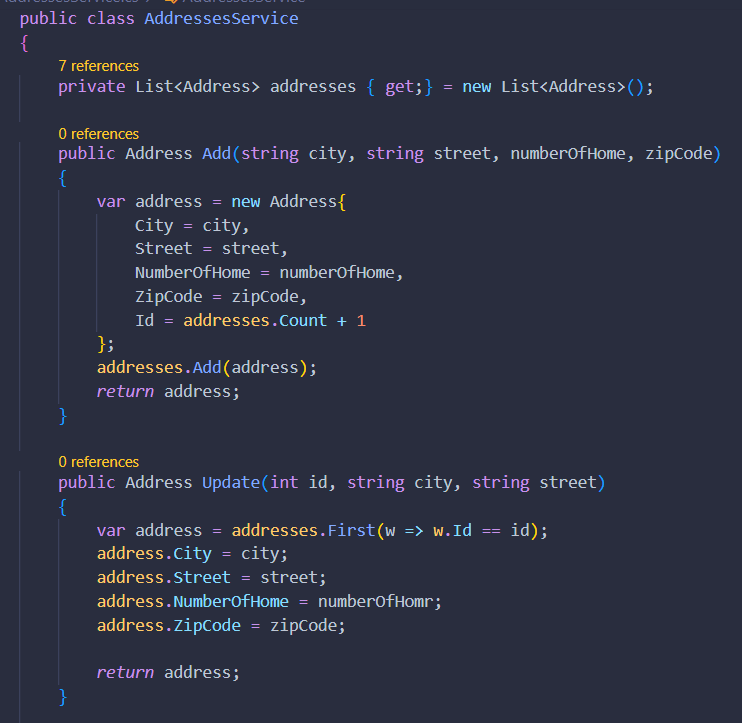 AddressesService.cs > AddressesService
public class AddressesService
{
7 references
private List<Address> addresses { get;} = new List<Address>();
0 references
public Address Add(string city, string street, numberOfHome, zipCode)
{
var address = new Address{
City = city,
Street = street,
NumberOfHome = numberOfHome,
ZipCode = zipCode,
Id = addresses.Count + 1
};
addresses.Add(address);
return address;
}
0 references
public Address Update(int id, string city, string street)
{
var address = addresses.First(w => w.Id == id);
address.City = city;
address.Street = street;
address.NumberOfHome = numberOfHomr;
address.ZipCode = zipCode;
return address;
}